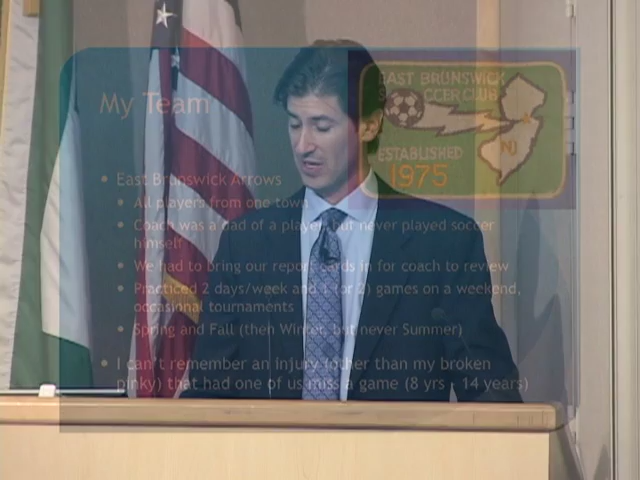 My Team
EAST BRUNSWICK
SOCCER CLUB
NJ
ESTABLISHED
1975
• East Brunswick Arrows
• All players from one town
• Coach was a dad of a player but never played soccer
himself
• We had to bring our report cards in for coach to review
• Practiced 2 days/week and 1 (or 2) games on a weekend,
occasional tournaments
• Spring and Fall (then Winter, but never Summer)
• I can't remember an injury (other than my broken
pinky) that had one of us miss a game (8 yrs - 14 years)